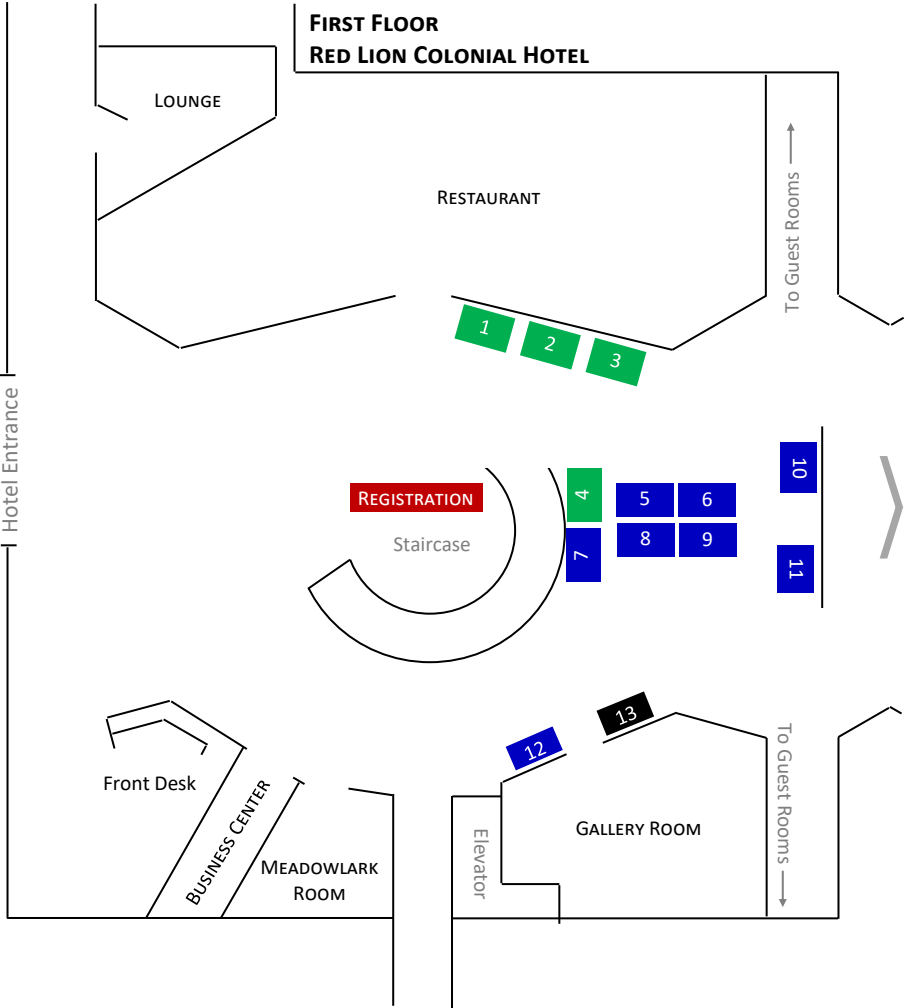 FIRST FLOOR
RED LION COLONIAL HOTEL
LOUNGE
RESTAURANT
To Guest Rooms
1
2
3
Hotel Entrance
REGISTRATION
Staircase
4
5
6
7
8
9
10
11
12
13
Front Desk
BUSINESS CENTER
MEADOWLARK
ROOM
Elevator
GALLERY ROOM
To Guest Rooms